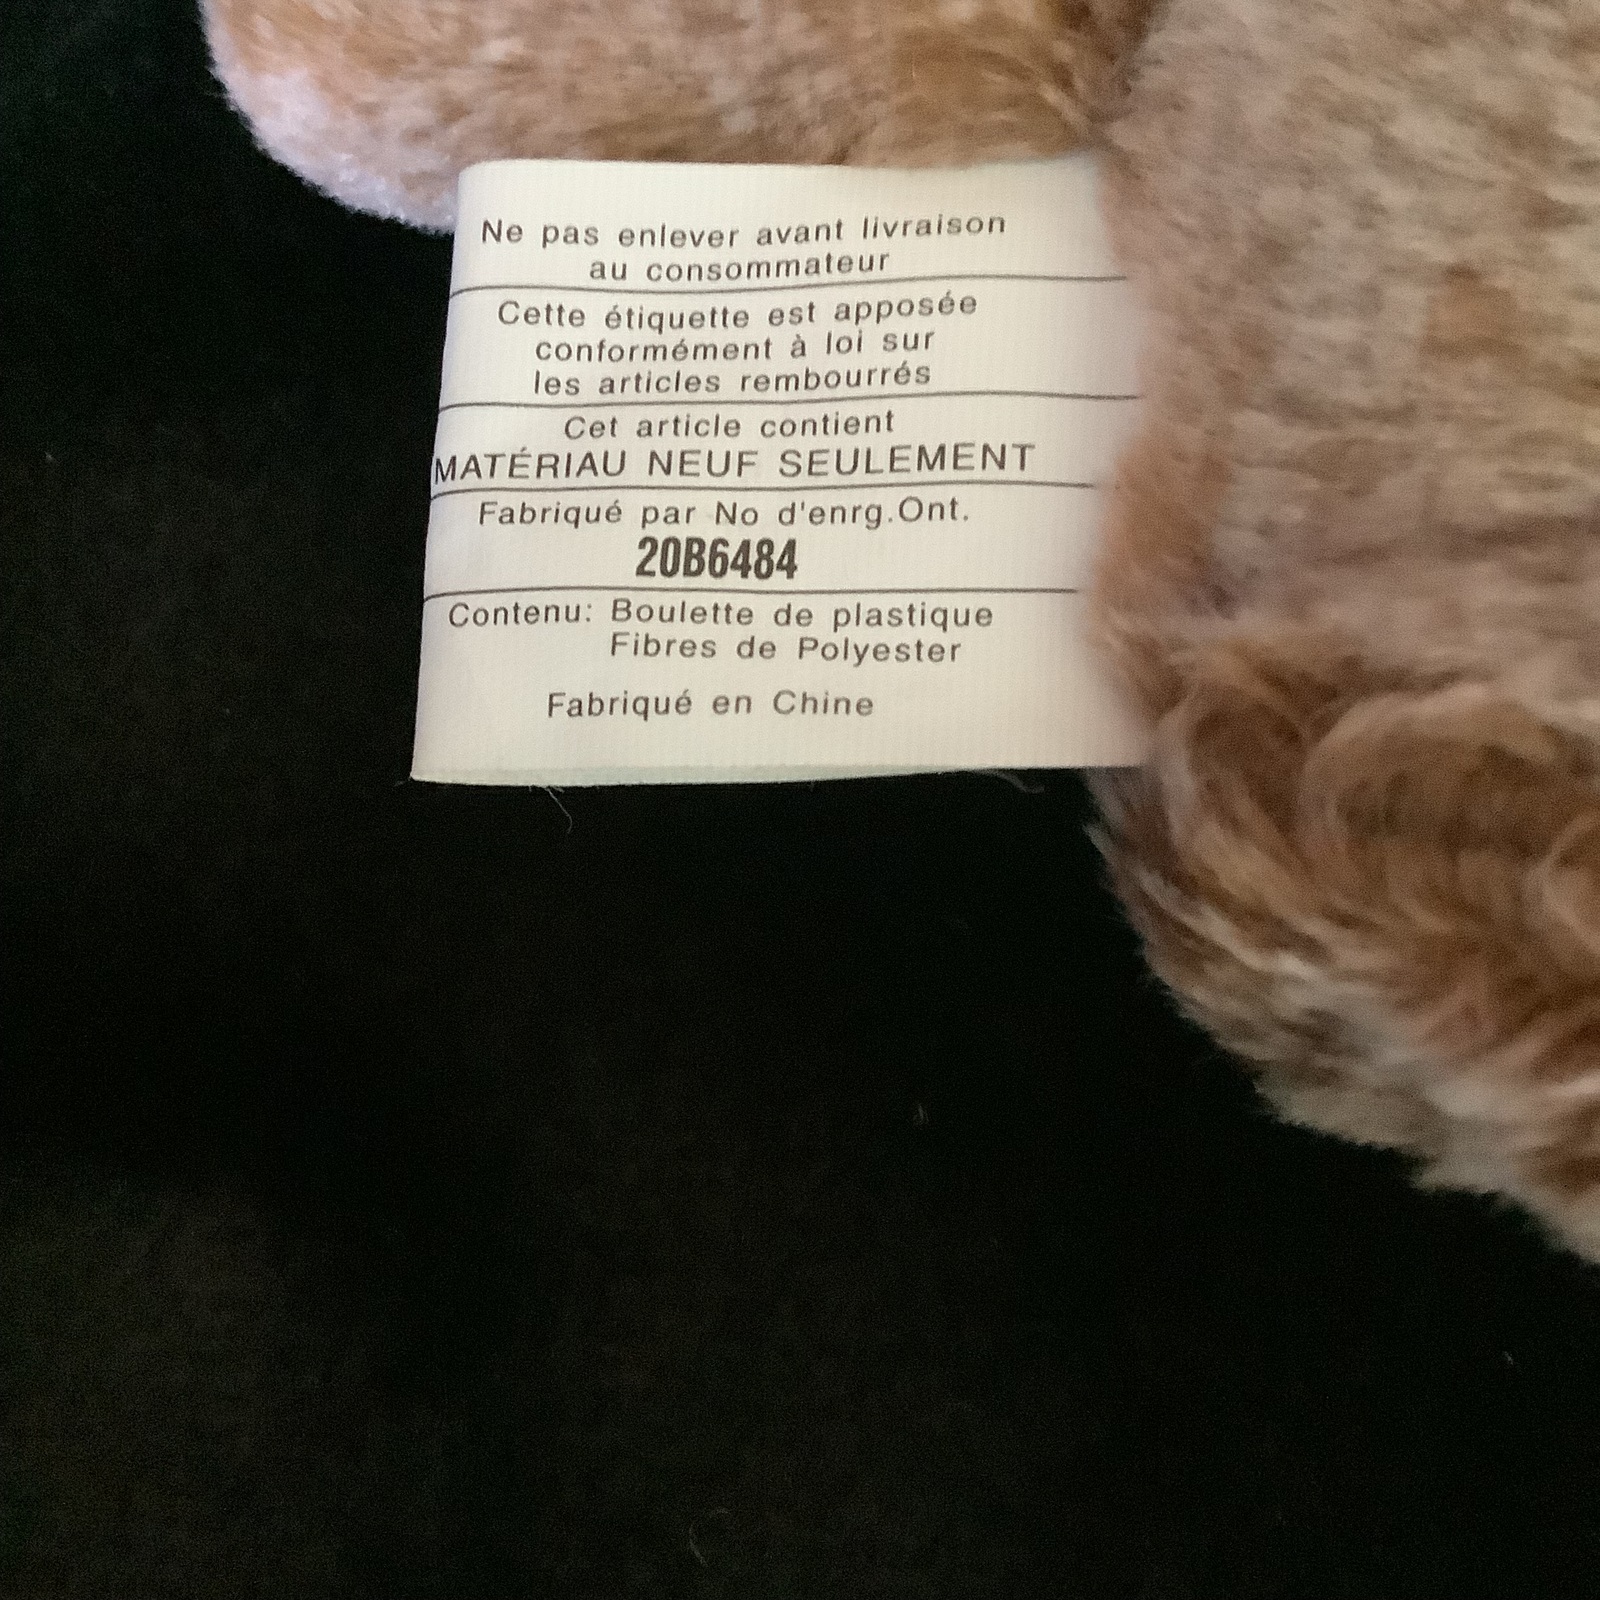 Ne pas enlever avant livraison
au consommateur
Cette étiquette est apposée
conformément à loi sur
les articles rembourrés
Cet article contient
MATÉRIAU NEUF SEULEMENT
Fabriqué par No d'enrg.Ont.
20B6484
Contenu: Boulette de plastique
Fibres de Polyester
Fabriqué en Chine